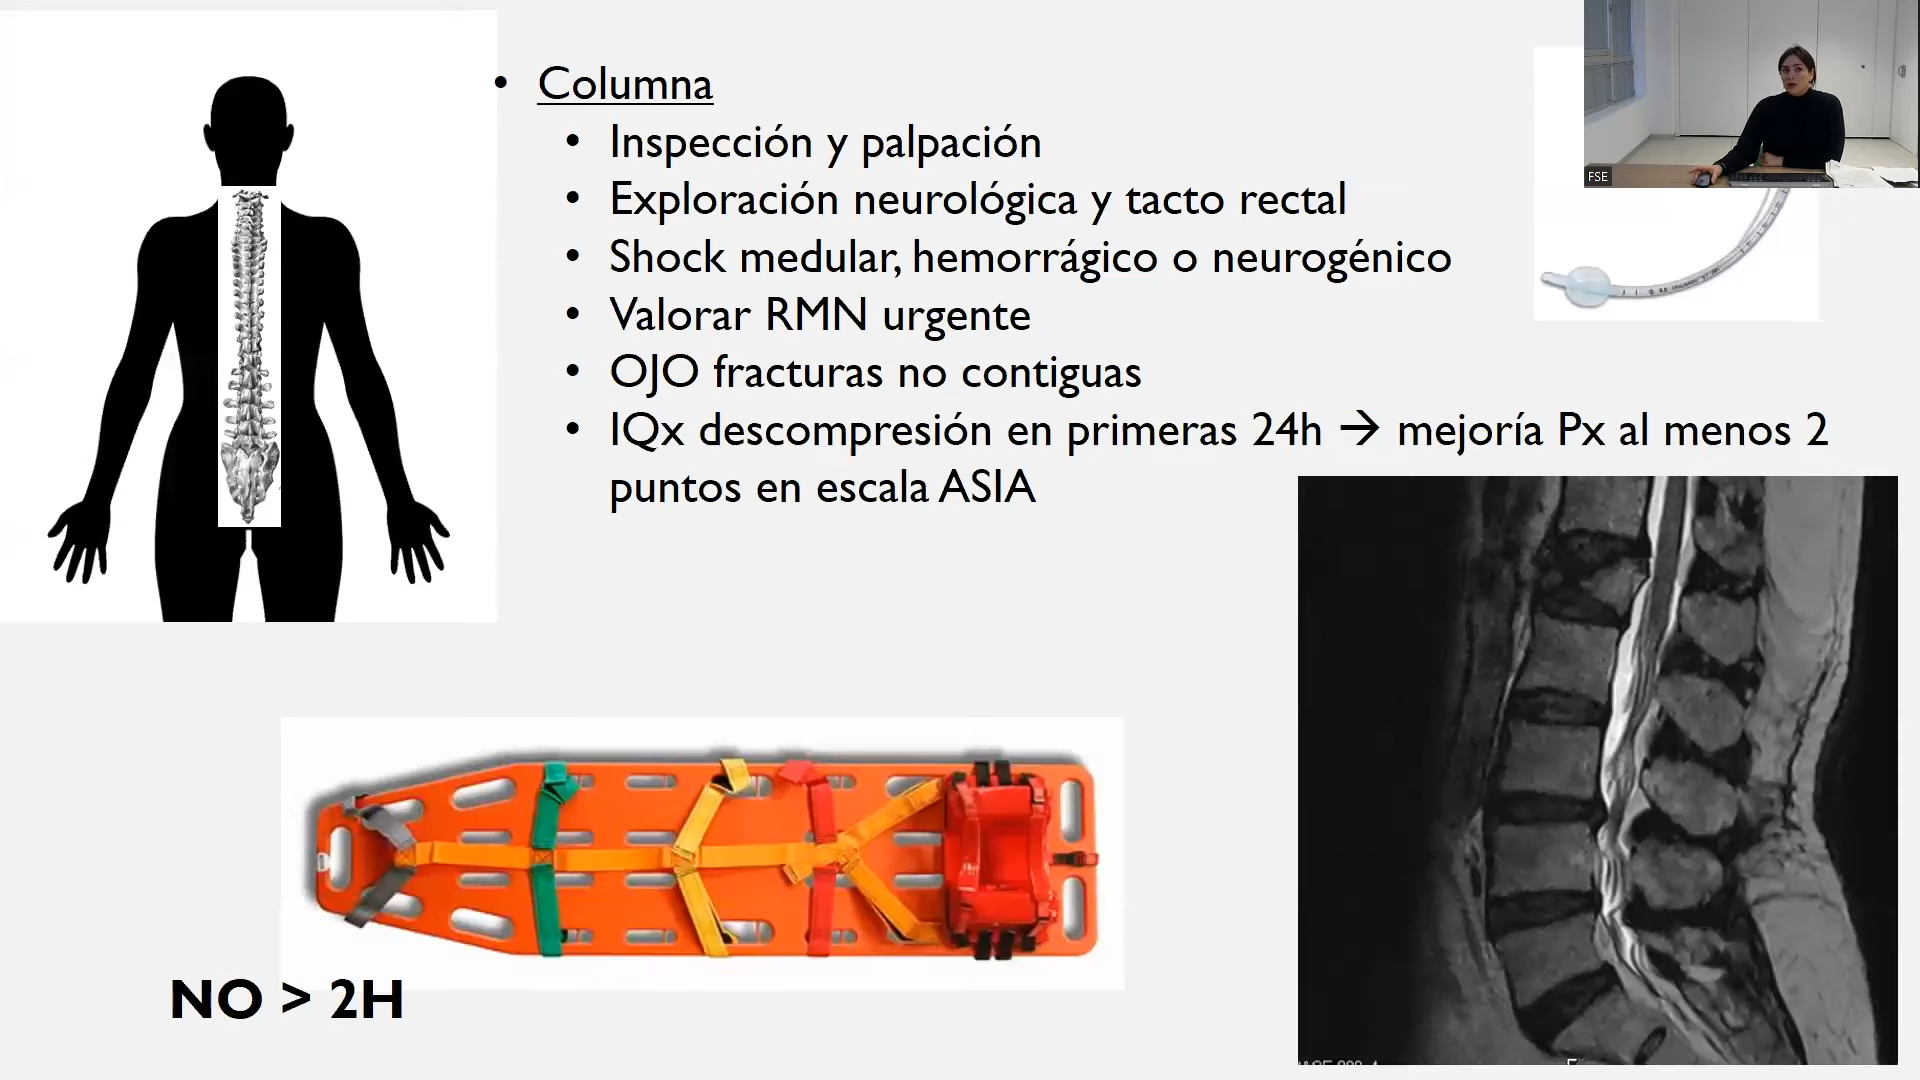 Columna
Inspección y palpación
Exploración neurológica y tacto rectal
Shock medular, hemorrágico o neurogénico
Valorar RMN urgente
OJO fracturas no contiguas
IQx descompresión en primeras 24h → mejoría Px al menos 2
puntos en escala ASIA
FSE
NO > 2H